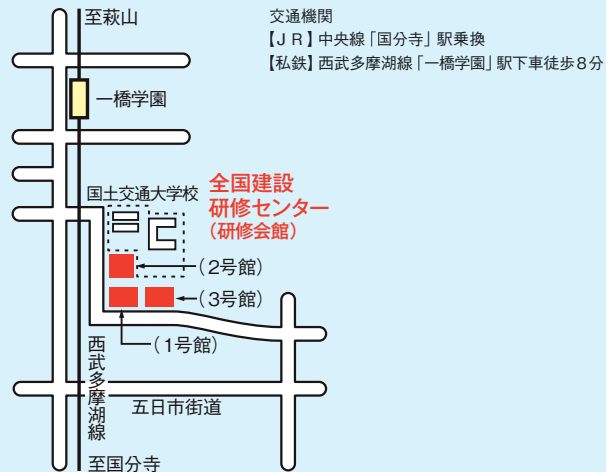 至萩山
交通機関
【ＪＲ】中央線「国分寺」駅乗換
【私鉄】西武多摩湖線「一橋学園」駅下車徒歩８分
一橋学園
国土交通大学校
全国建設
研修センター
（研修会館）
（２号館）
（３号館）
（１号館）
西武多摩湖線
五日市街道
至国分寺